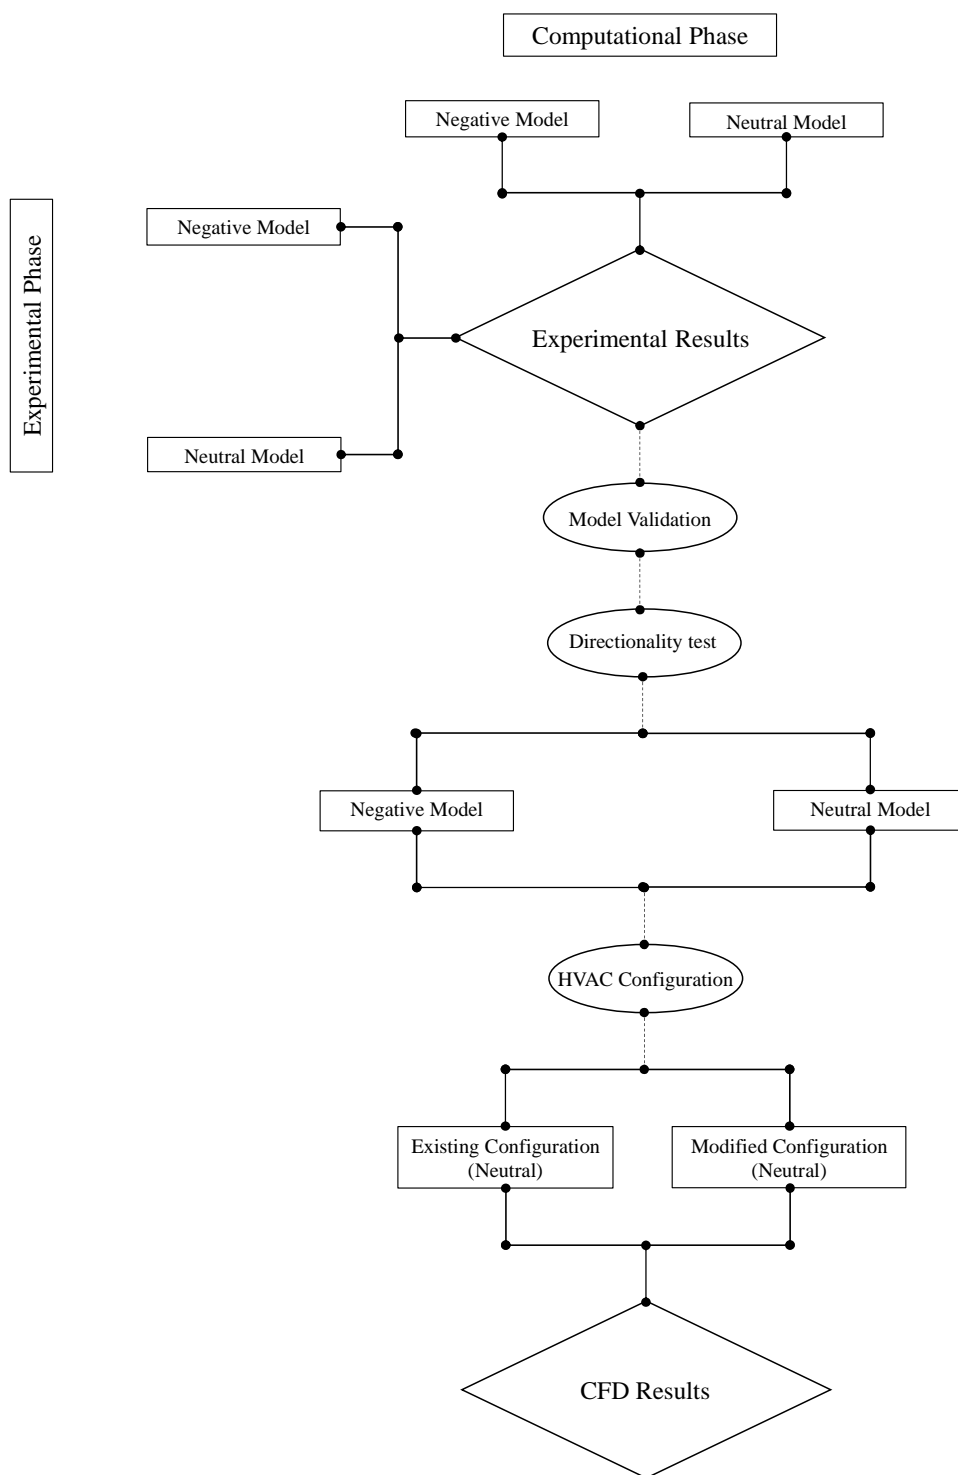 Computational Phase
Negative Model
Neutral Model
Experimental Phase
Negative Model
Experimental Results
Neutral Model
Model Validation
Directionality test
Negative Model
Neutral Model
HVAC Configuration
Existing Configuration
(Neutral)
Modified Configuration
(Neutral)
CFD Results